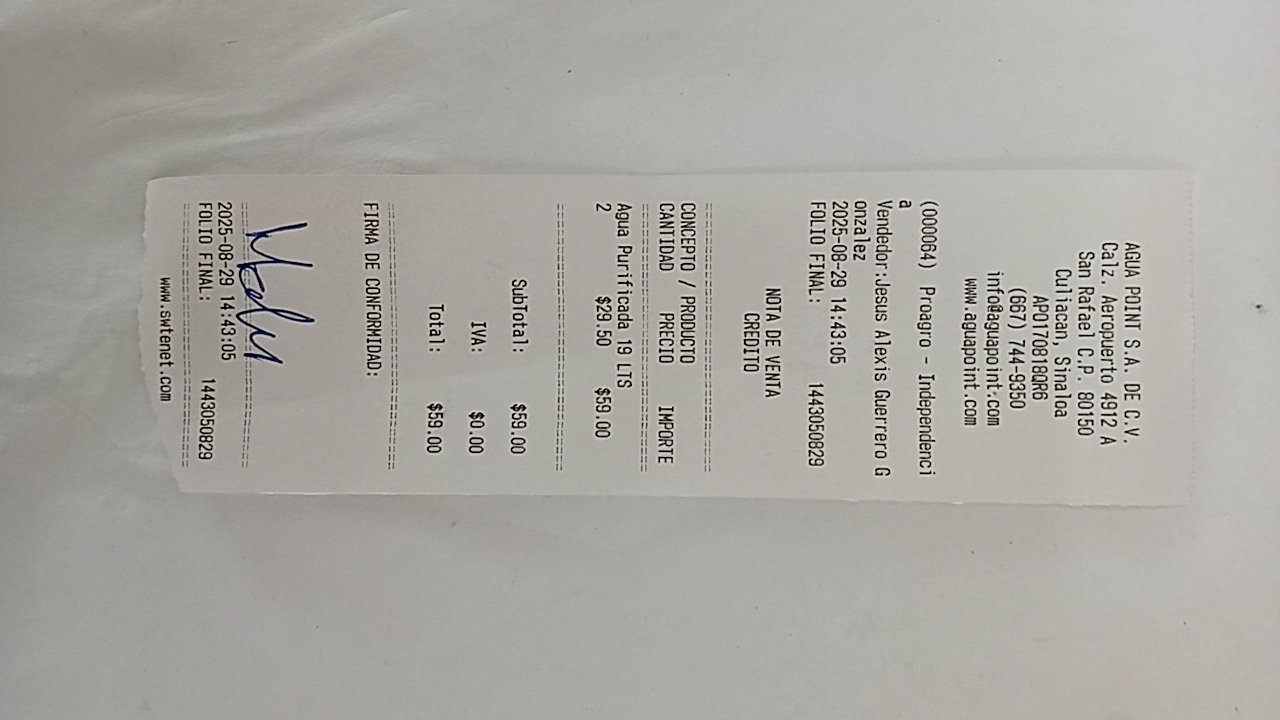 AGUA POINT S.A. DE C.V.
Calz. Aeropuerto 4912 A
San Rafael C.P. 80150
Culiacan, Sinaloa
APO170818QR6
(667) 744-9350
info@aguapoint.com
www.aguapoint.com
(000064) Proagro - Independenci
a
Vendedor:Jesus Alexis Guerrero G
onzalez
2025-08-29 14:43:05
FOLIO FINAL: 1443050829
NOTA DE VENTA
CREDITO
CONCEPTO / PRODUCTO
CANTIDAD PRECIO IMPORTE
Agua Purificada 19 LTS
2 $29.50 $59.00
SubTotal: $59.00
IVA: $0.00
Total: $59.00
FIRMA DE CONFORMIDAD:
2025-08-29 14:43:05
FOLIO FINAL: 1443050829
www.swtenet.com